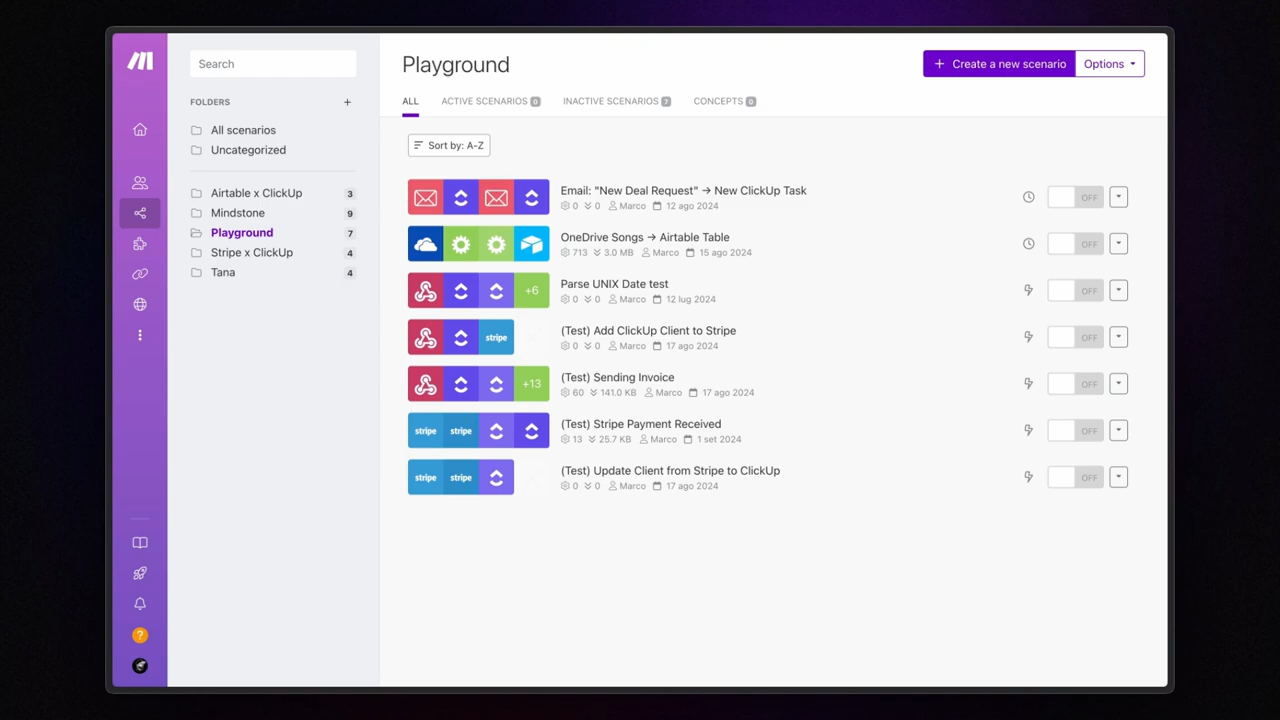 Search
FOLDERS +
All scenarios
Uncategorized
Airtable x ClickUp 3
Mindstone 9
Playground 7
Stripe x ClickUp 4
Tana 4
?
Playground
+ Create a new scenario
Options
ALL ACTIVE SCENARIOS 0 INACTIVE SCENARIOS 7 CONCEPTS 0
Sort by: A-Z
Email: "New Deal Request" → New ClickUp Task
0 0 Marco 12 ago 2024
OFF
OneDrive Songs → Airtable Table
713 3.0 MB Marco 15 ago 2024
OFF
+6
Parse UNIX Date test
0 0 Marco 12 lug 2024
OFF
stripe
(Test) Add ClickUp Client to Stripe
0 0 Marco 17 ago 2024
OFF
+13
(Test) Sending Invoice
60 141.0 KB Marco 17 ago 2024
OFF
stripe stripe
(Test) Stripe Payment Received
13 25.7 KB Marco 1 set 2024
OFF
stripe stripe
(Test) Update Client from Stripe to ClickUp
0 0 Marco 17 ago 2024
OFF